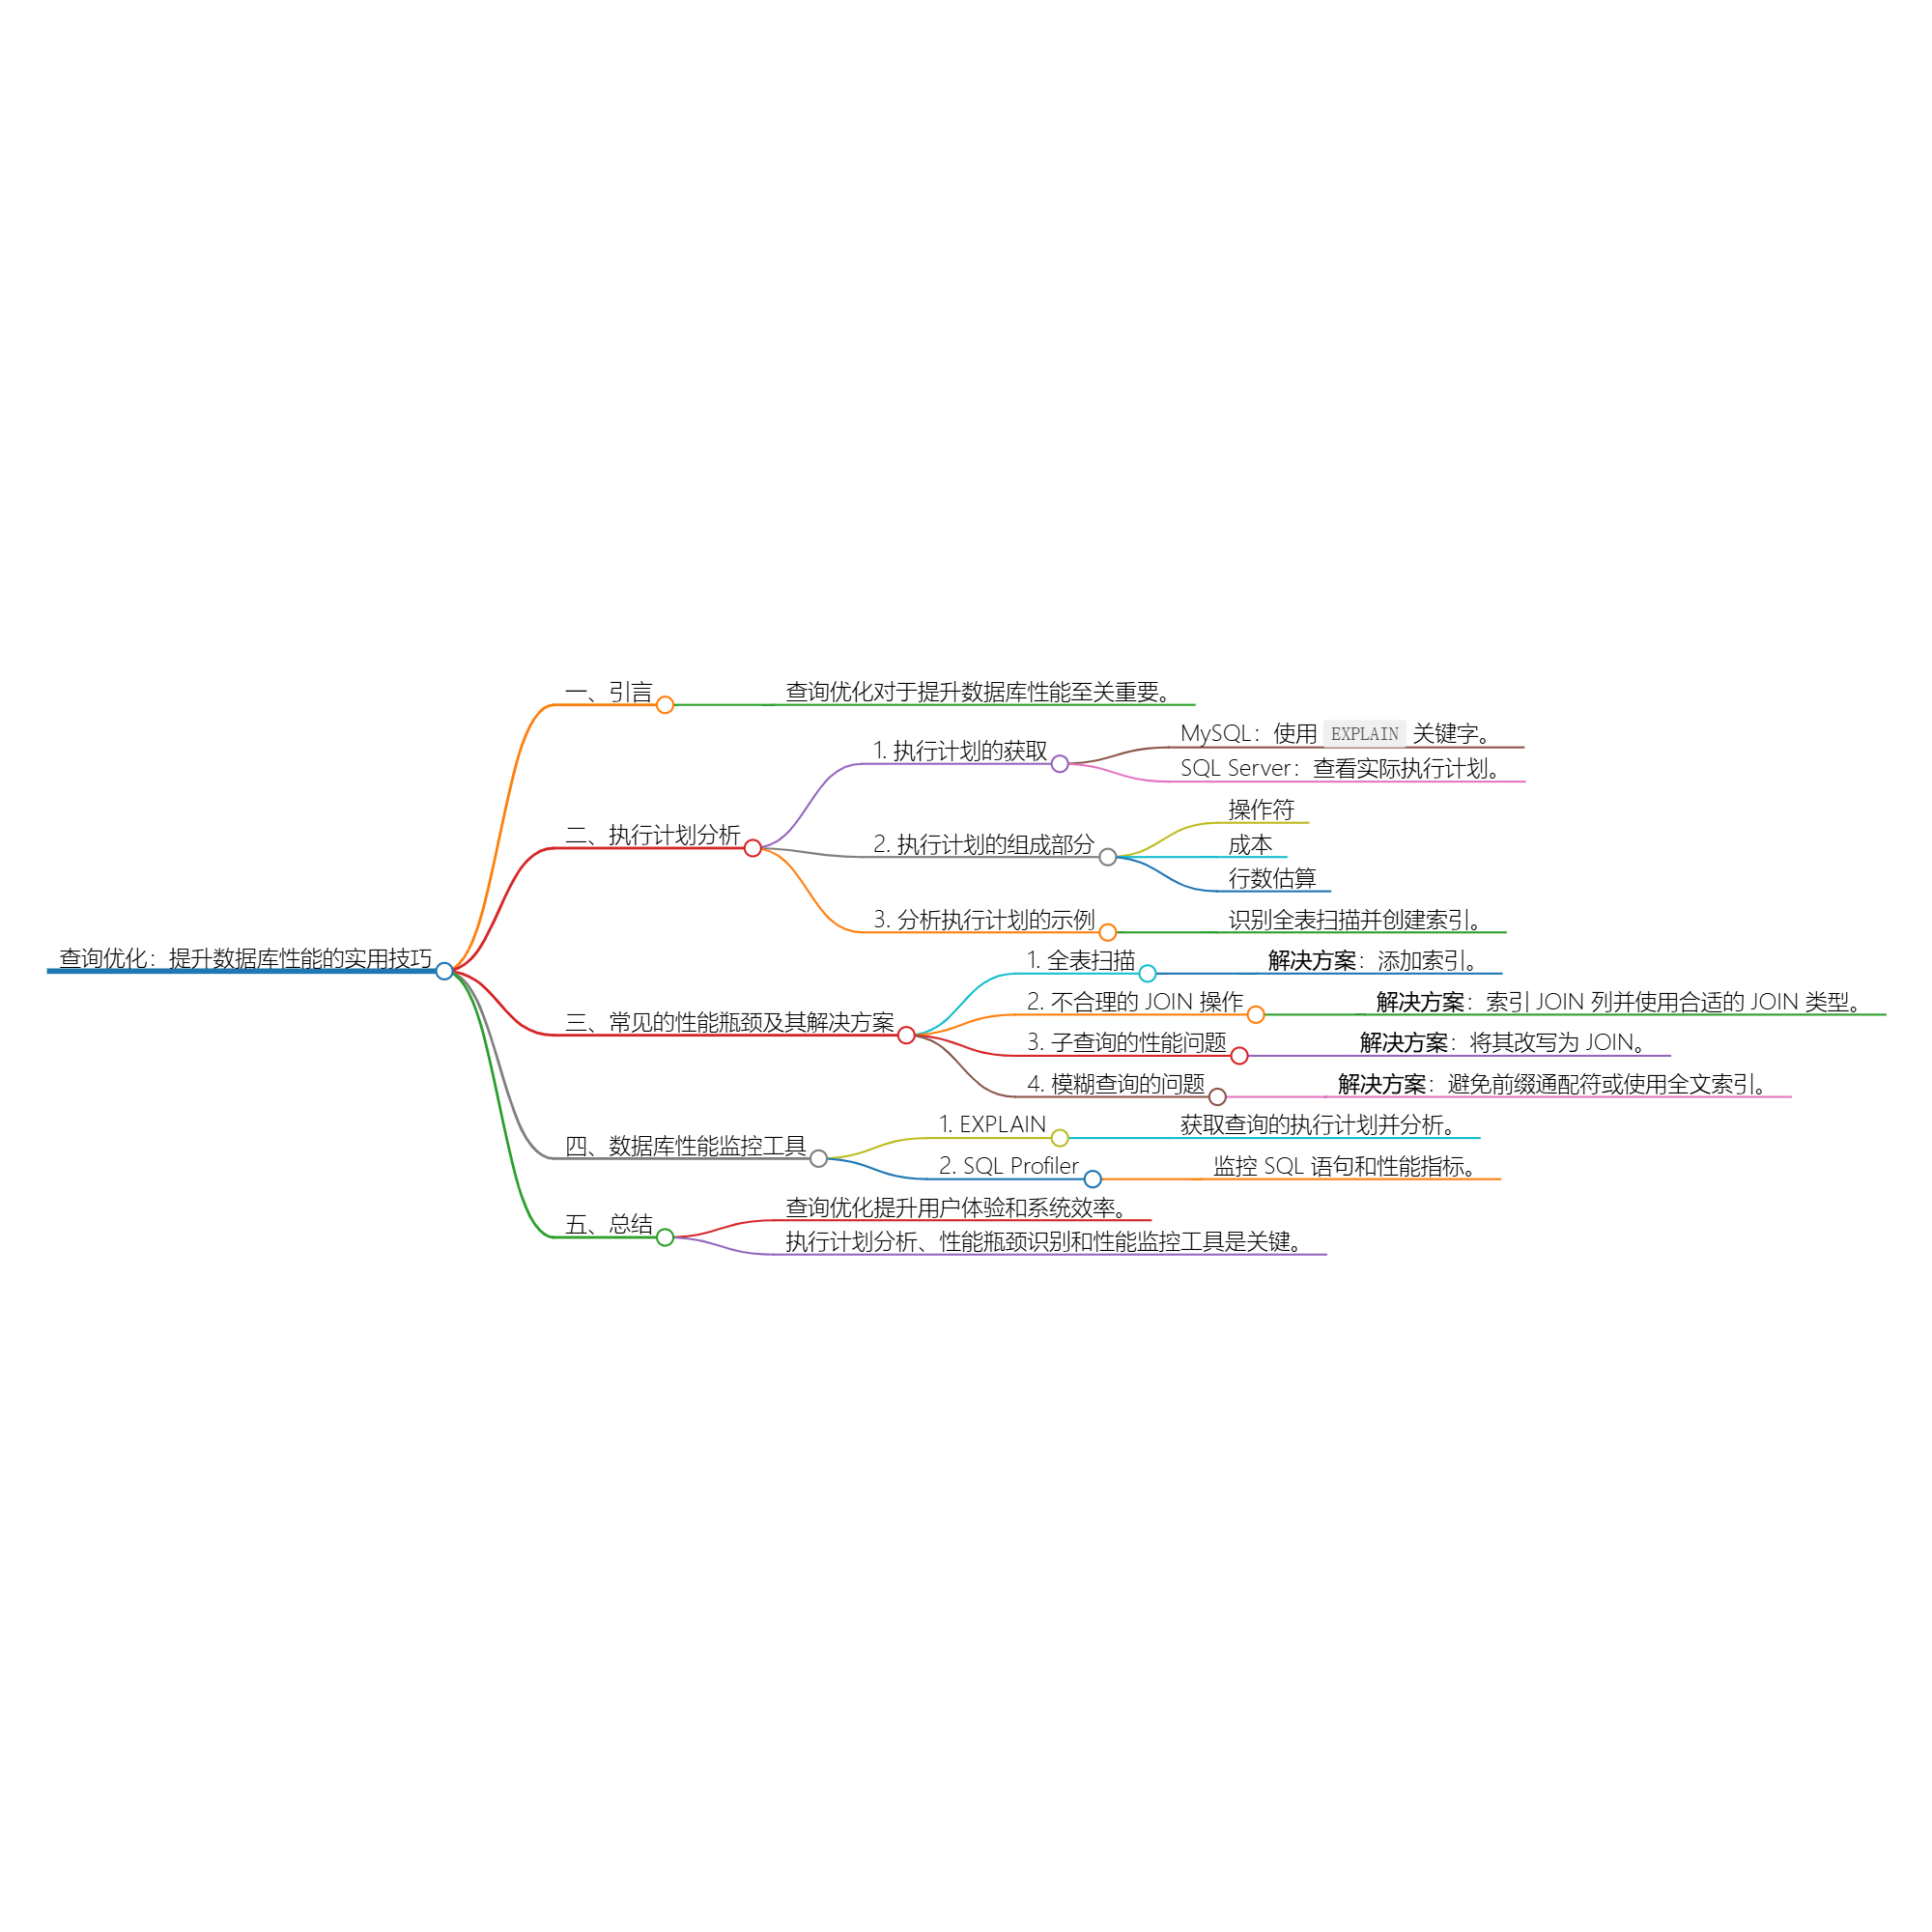 查询优化：提升数据库性能的实用技巧
一、引言
查询优化对于提升数据库性能至关重要。
二、执行计划分析
1. 执行计划的获取
MySQL：使用 EXPLAIN 关键字。
SQL Server：查看实际执行计划。
2. 执行计划的组成部分
操作符
成本
行数估算
3. 分析执行计划的示例
识别全表扫描并创建索引。
三、常见的性能瓶颈及其解决方案
1. 全表扫描
解决方案：添加索引。
2. 不合理的 JOIN 操作
解决方案：索引 JOIN 列并使用合适的 JOIN 类型。
3. 子查询的性能问题
解决方案：将其改写为 JOIN。
4. 模糊查询的问题
解决方案：避免前缀通配符或使用全文索引。
四、数据库性能监控工具
1. EXPLAIN
获取查询的执行计划并分析。
2. SQL Profiler
监控 SQL 语句和性能指标。
五、总结
查询优化提升用户体验和系统效率。
执行计划分析、性能瓶颈识别和性能监控工具是关键。